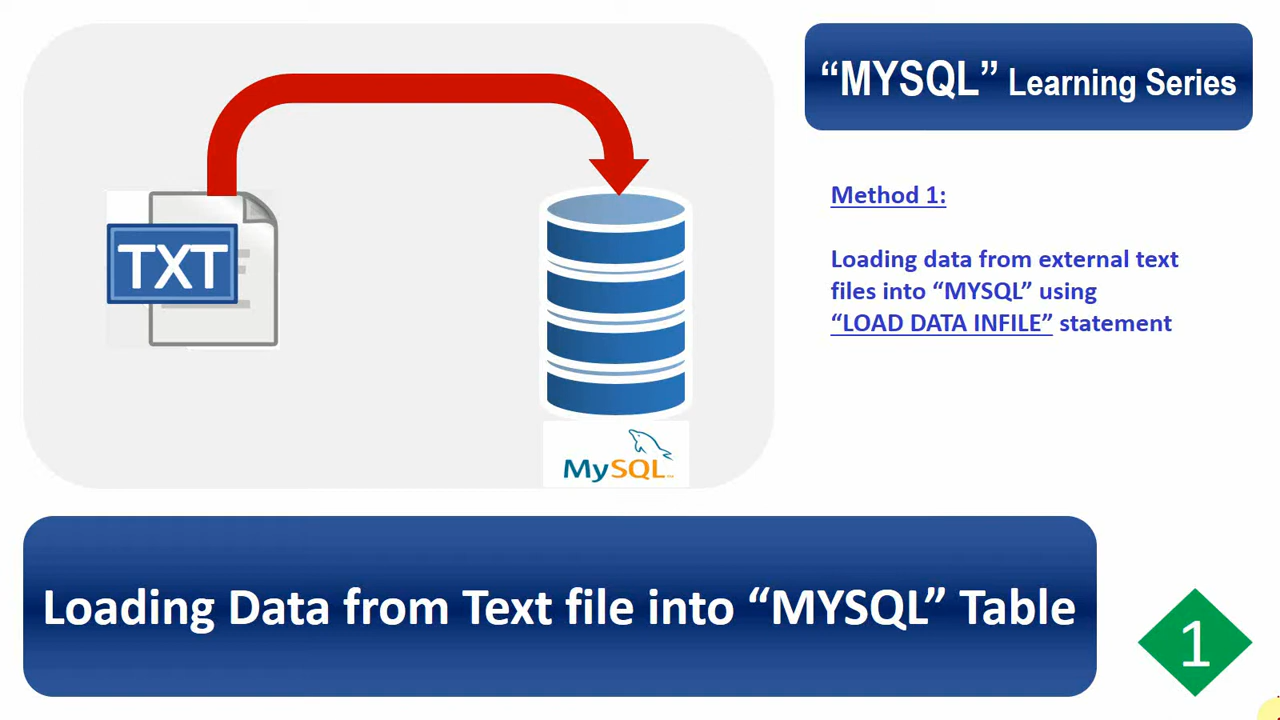 “MYSQL” Learning Series
Method 1:
Loading data from external text
files into “MYSQL” using
“LOAD DATA INFILE” statement
TXT
MySQL
Loading Data from Text file into “MYSQL” Table
1